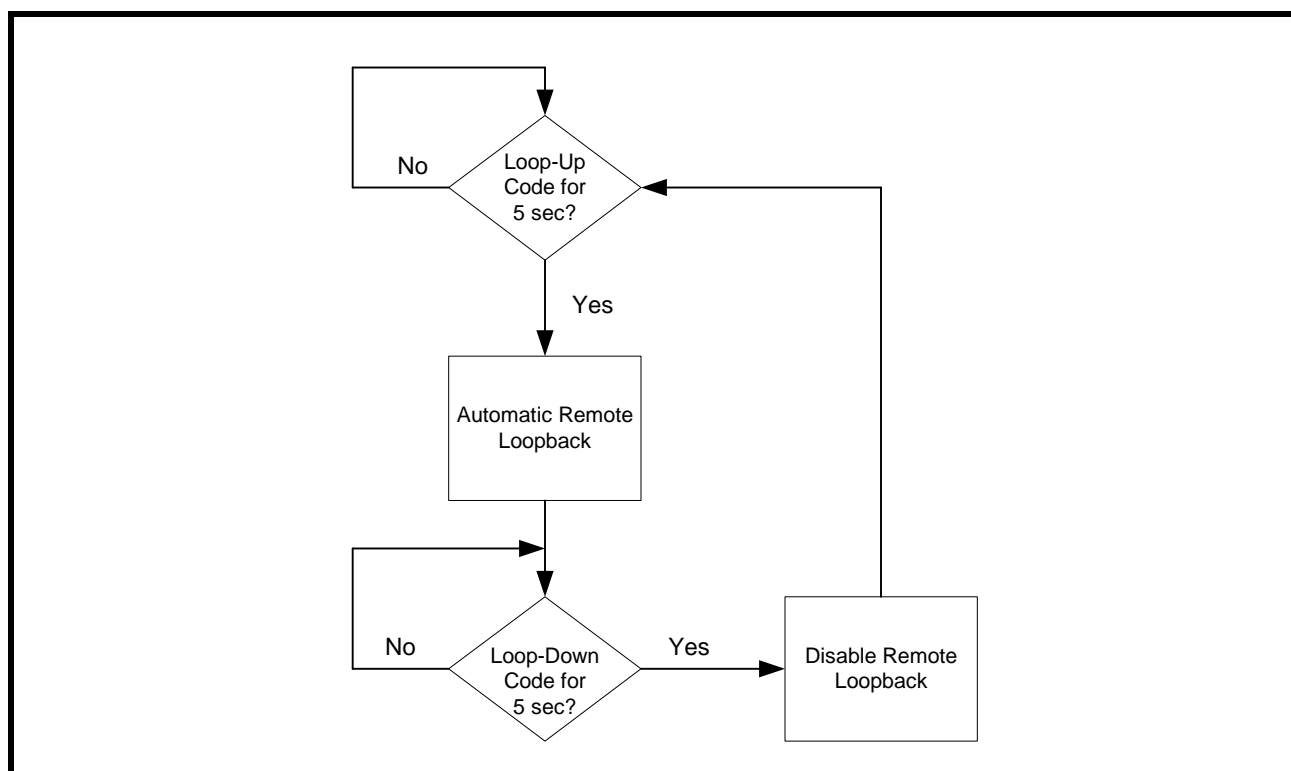 No
Loop-Up
Code for
5 sec?
Yes
Automatic Remote
Loopback
No
Loop-Down
Code for
5 sec?
Yes
Disable Remote
Loopback